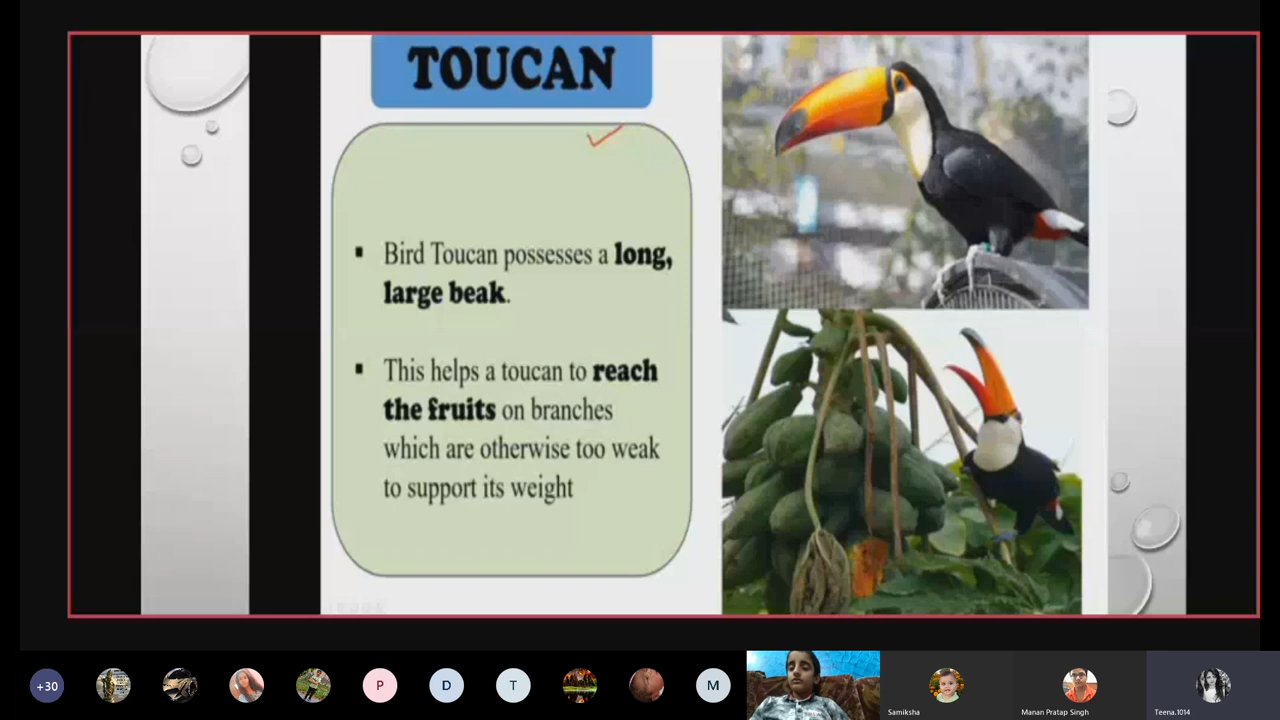 TOUCAN
▪ Bird Toucan possesses a long,
large beak.
▪ This helps a toucan to reach
the fruits on branches
which are otherwise too weak
to support its weight
+30
P
D
T
M
Samiksha
Manan Pratap Singh
Teena.1014